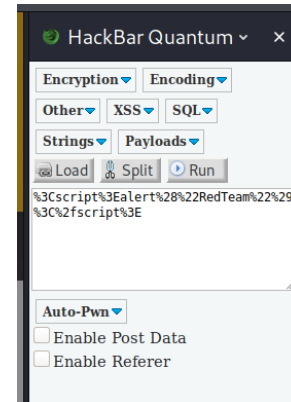 HackBar Quantum
Encryption Encoding
Other XSS SQL
Strings Payloads
Load Split Run
%3Cscript%3Ealert%28%22RedTeam%22%29
%3C%2fscript%3E
Auto-Pwn
Enable Post Data
Enable Referer